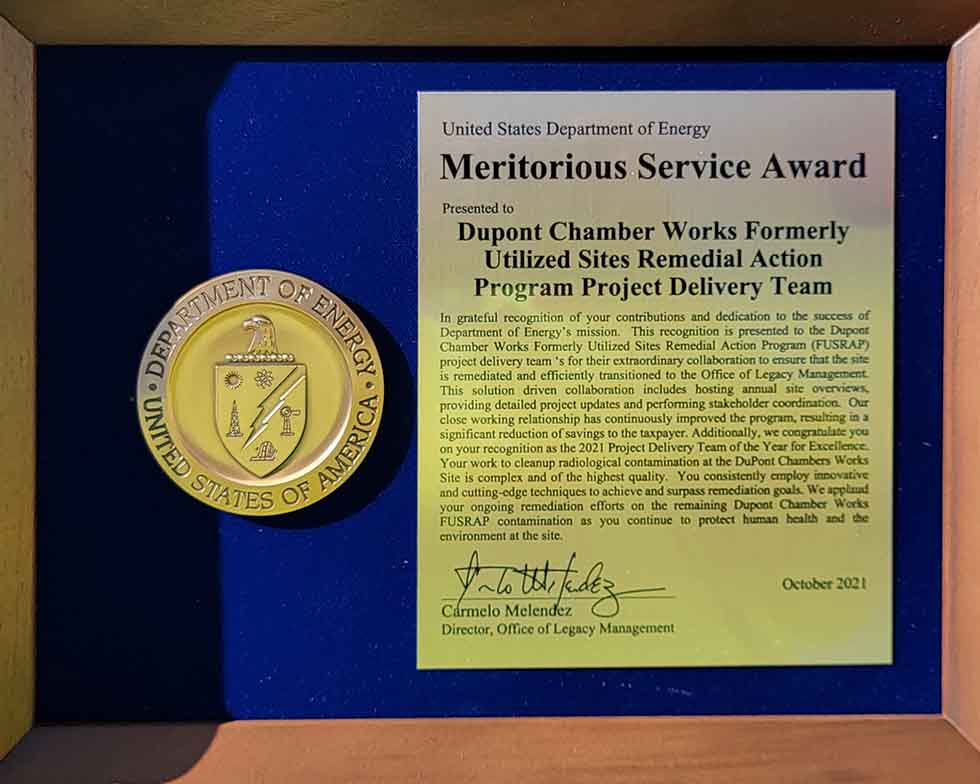 DEPARTMENT OF ENERGY
UNITED STATES OF AMERICA
United States Department of Energy
Meritorious Service Award
Presented to
Dupont Chamber Works Formerly
Utilized Sites Remedial Action
Program Project Delivery Team
In grateful recognition of your contributions and dedication to the success of
Department of Energy's mission. This recognition is presented to the Dupont
Chamber Works Formerly Utilized Sites Remedial Action Program (FUSRAP)
project delivery team 's for their extraordinary collaboration to ensure that the site
is remediated and efficiently transitioned to the Office of Legacy Management.
This solution driven collaboration includes hosting annual site overviews,
providing detailed project updates and performing stakeholder coordination. Our
close working relationship has continuously improved the program, resulting in a
significant reduction of savings to the taxpayer. Additionally, we congratulate you
on your recognition as the 2021 Project Delivery Team of the Year for Excellence.
Your work to cleanup radiological contamination at the DuPont Chambers Works
Site is complex and of the highest quality. You consistently employ innovative
and cutting-edge techniques to achieve and surpass remediation goals. We applaud
your ongoing remediation efforts on the remaining Dupont Chamber Works
FUSRAP contamination as you continue to protect human health and the
environment at the site.
October 2021
Carmelo Melendez
Director, Office of Legacy Management